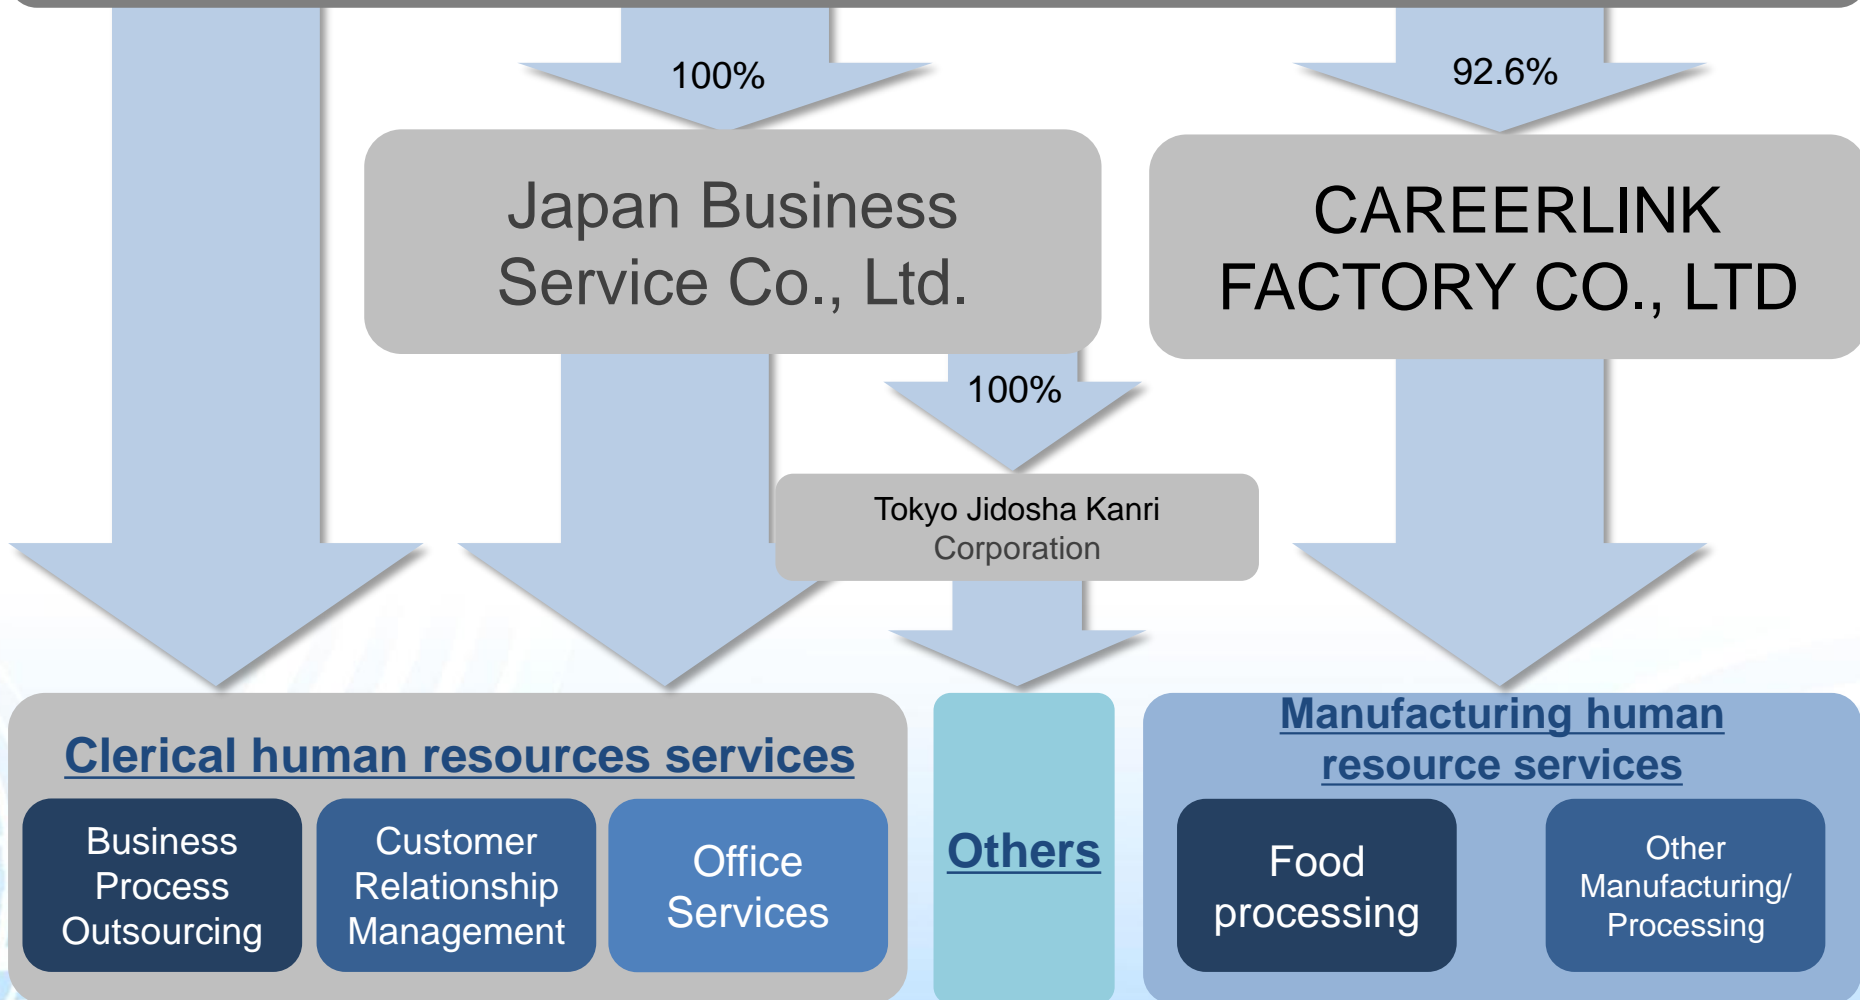 100%
92.6%
Japan Business
Service Co., Ltd.
CAREERLINK
FACTORY CO., LTD
100%
Tokyo Jidosha Kanri
Corporation
Clerical human resources services
Business
Process
Outsourcing
Customer
Relationship
Management
Office
Services
Others
Manufacturing human
resource services
Food
processing
Other
Manufacturing/
Processing